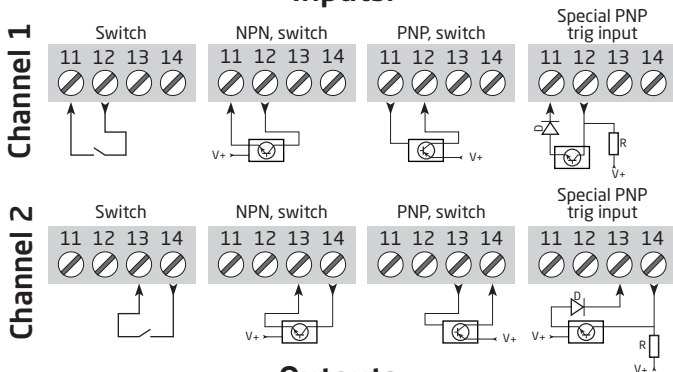 Inputs:
Channel 1
Switch
11 12 13 14
NPN, switch
11 12 13 14
V+
PNP, switch
11 12 13 14
V+
Special PNP
trig input
11 12 13 14
D
R
V+
Channel 2
Switch
11 12 13 14
NPN, switch
11 12 13 14
V+
PNP, switch
11 12 13 14
V+
Special PNP
trig input
11 12 13 14
D
V+
R
V+